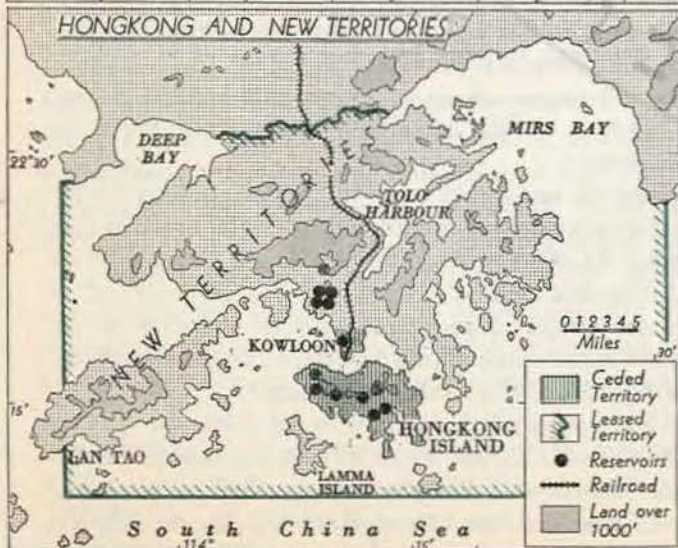 HONGKONG AND NEW TERRITORIES
DEEP
BAY
MIRS BAY
22°30'
TOLO
HARBOUR
NEW TERRITORIES
0 1 2 3 4 5
Miles
KOWLOON
30'
15'
HONGKONG
ISLAND
LAN TAO
LAMMA
ISLAND
South China Sea
114°
15'
Ceded
Territory
Leased
Territory
Reservoirs
Railroad
Land over
1000'